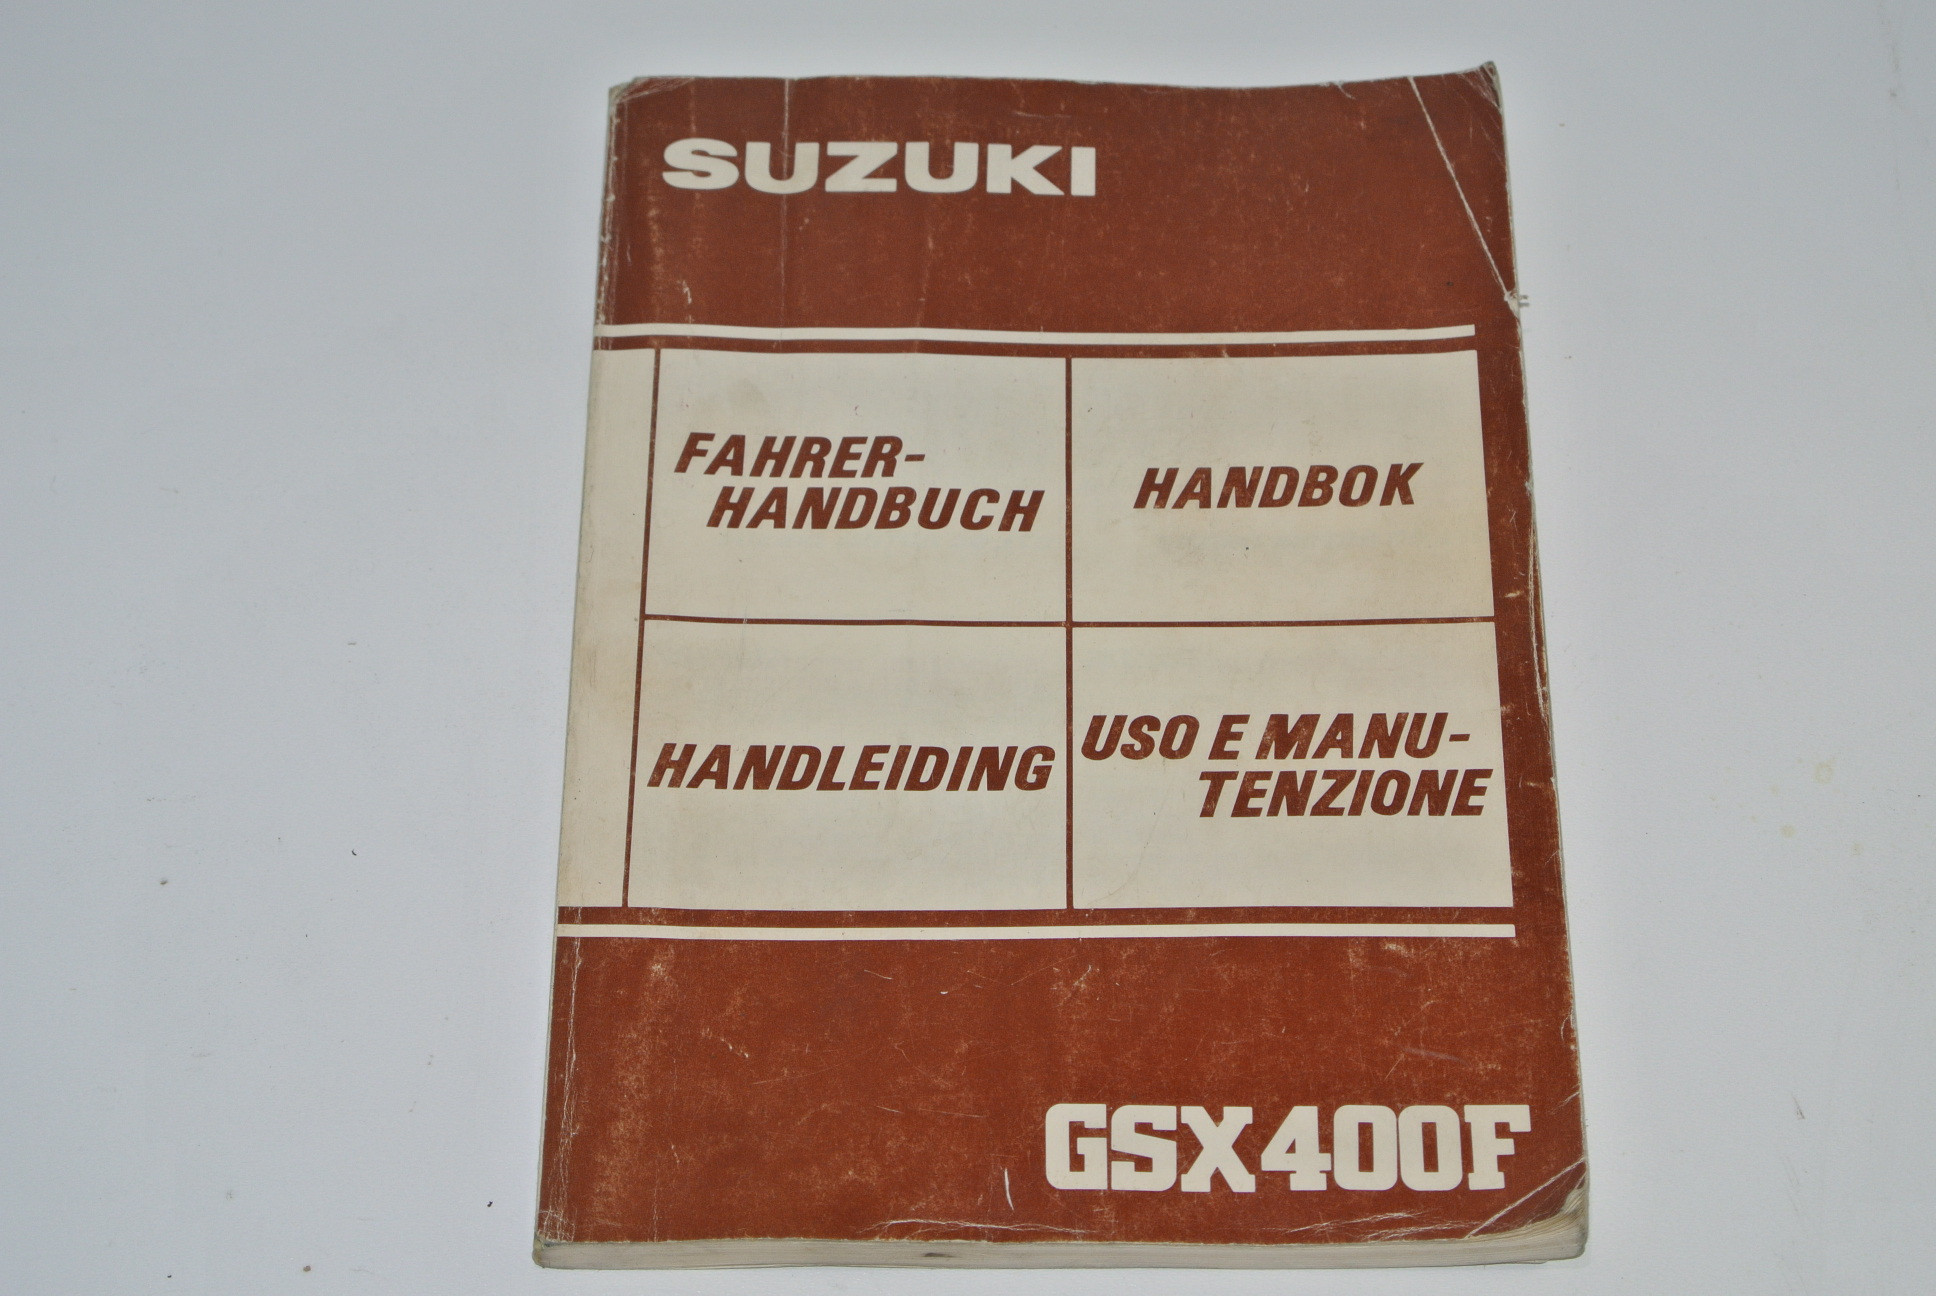 SUZUKI
FAHRER-
HANDBUCH
HANDBOK
HANDLEIDING
USO E MANU-
TENZIONE
GSX400F